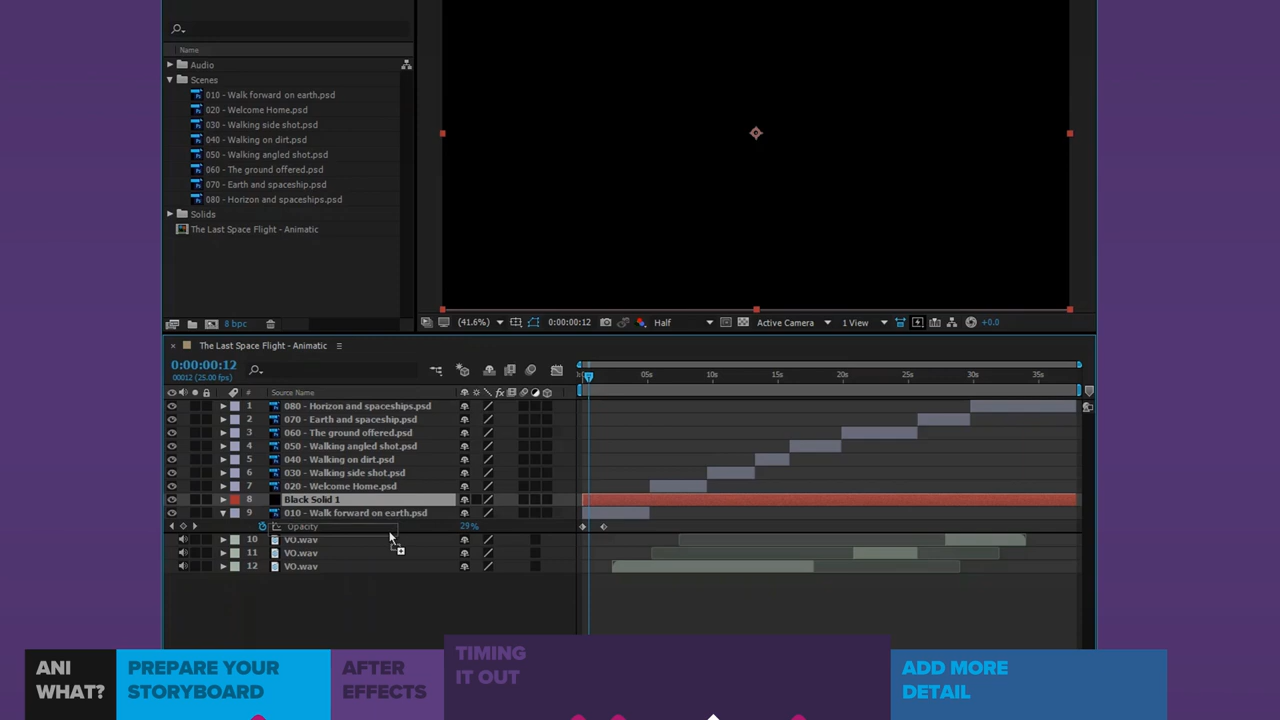 Name
Audio
Scenes
010 - Walk forward on earth.psd
020 - Welcome Home.psd
030 - Walking side shot.psd
040 - Walking on dirt.psd
050 - Walking angled shot.psd
060 - The ground offered.psd
070 - Earth and spaceship.psd
080 - Horizon and spaceships.psd
Solids
The Last Space Flight - Animatic
8 bpc
(41.6%) 0:00:00:12 Half Active Camera 1 View +0.0
The Last Space Flight - Animatic
0:00:00:12
00012 (25.00 fps)
05s 10s 15s 20s 25s 30s 35s
# Source Name
1 080 - Horizon and spaceships.psd
2 070 - Earth and spaceship.psd
3 060 - The ground offered.psd
4 050 - Walking angled shot.psd
5 040 - Walking on dirt.psd
6 030 - Walking side shot.psd
7 020 - Welcome Home.psd
8 Black Solid 1
9 010 - Walk forward on earth.psd
Opacity 29%
10 VO.wav
11 VO.wav
12 VO.wav
ANI
WHAT?
PREPARE YOUR
STORYBOARD
AFTER
EFFECTS
TIMING
IT OUT
ADD MORE
DETAIL